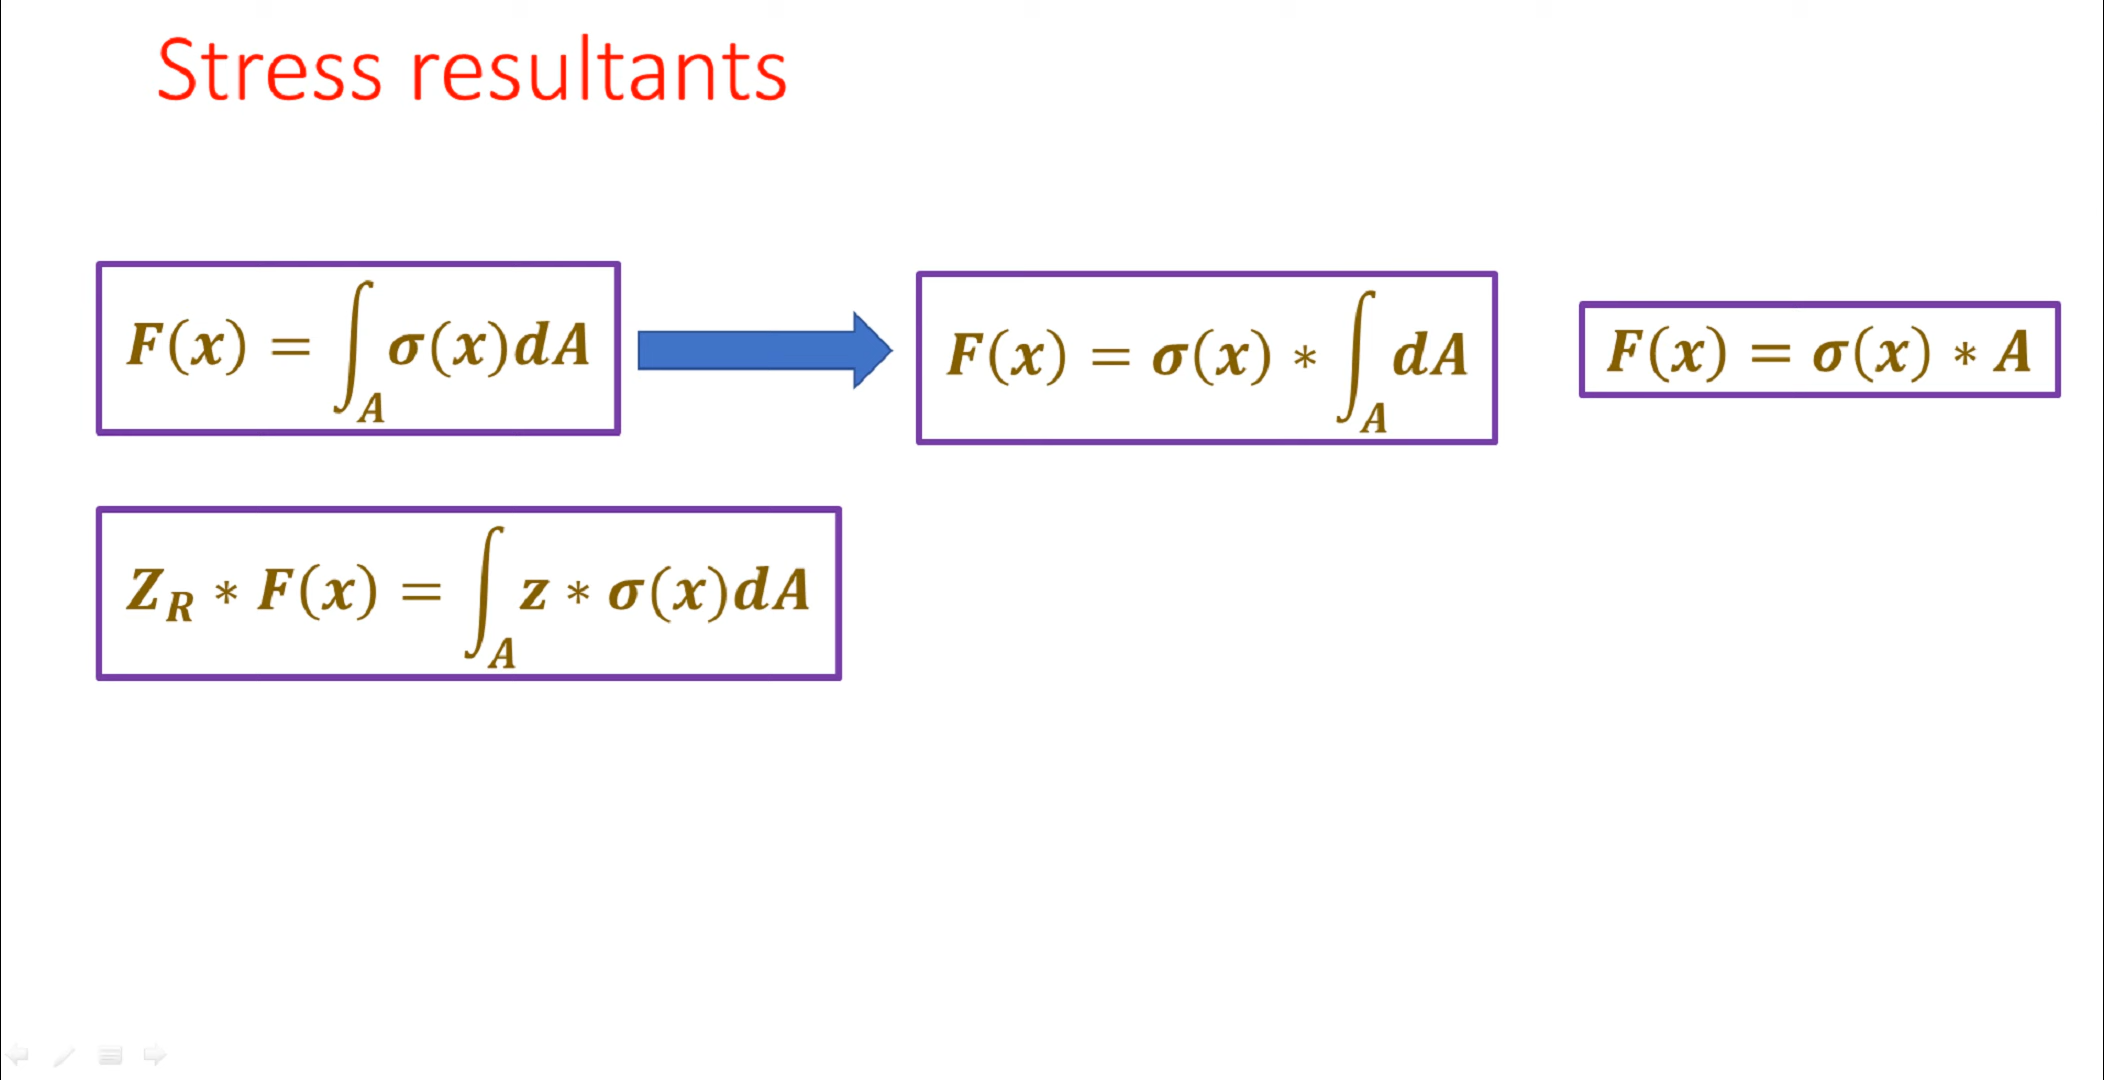 Stress resultants
F(x) = ∫_A σ(x)dA
F(x) = σ(x) * ∫_A dA
F(x) = σ(x) * A
Z_R * F(x) = ∫_A z * σ(x)dA